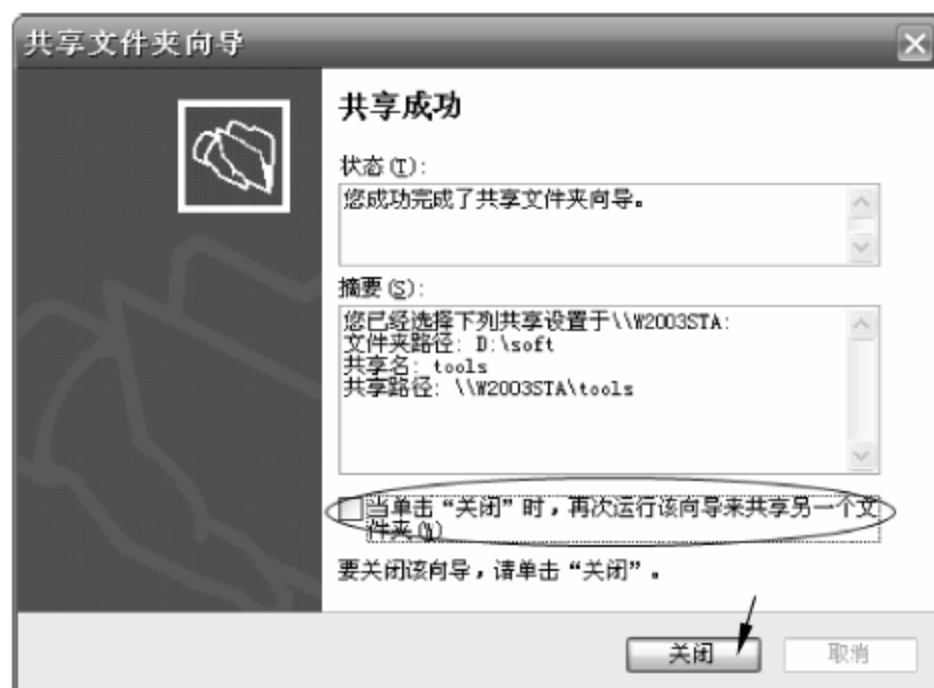 共享文件夹向导
共享成功
状态(T):
您成功完成了共享文件夹向导。
摘要(S):
您已经选择下列共享设置于\\W2003STA:
文件夹路径: D:\soft
共享名: tools
共享路径: \\W2003STA\tools
当单击“关闭”时，再次运行该向导来共享另一个文
件夹(W)
要关闭该向导，请单击“关闭”。
关闭
取消